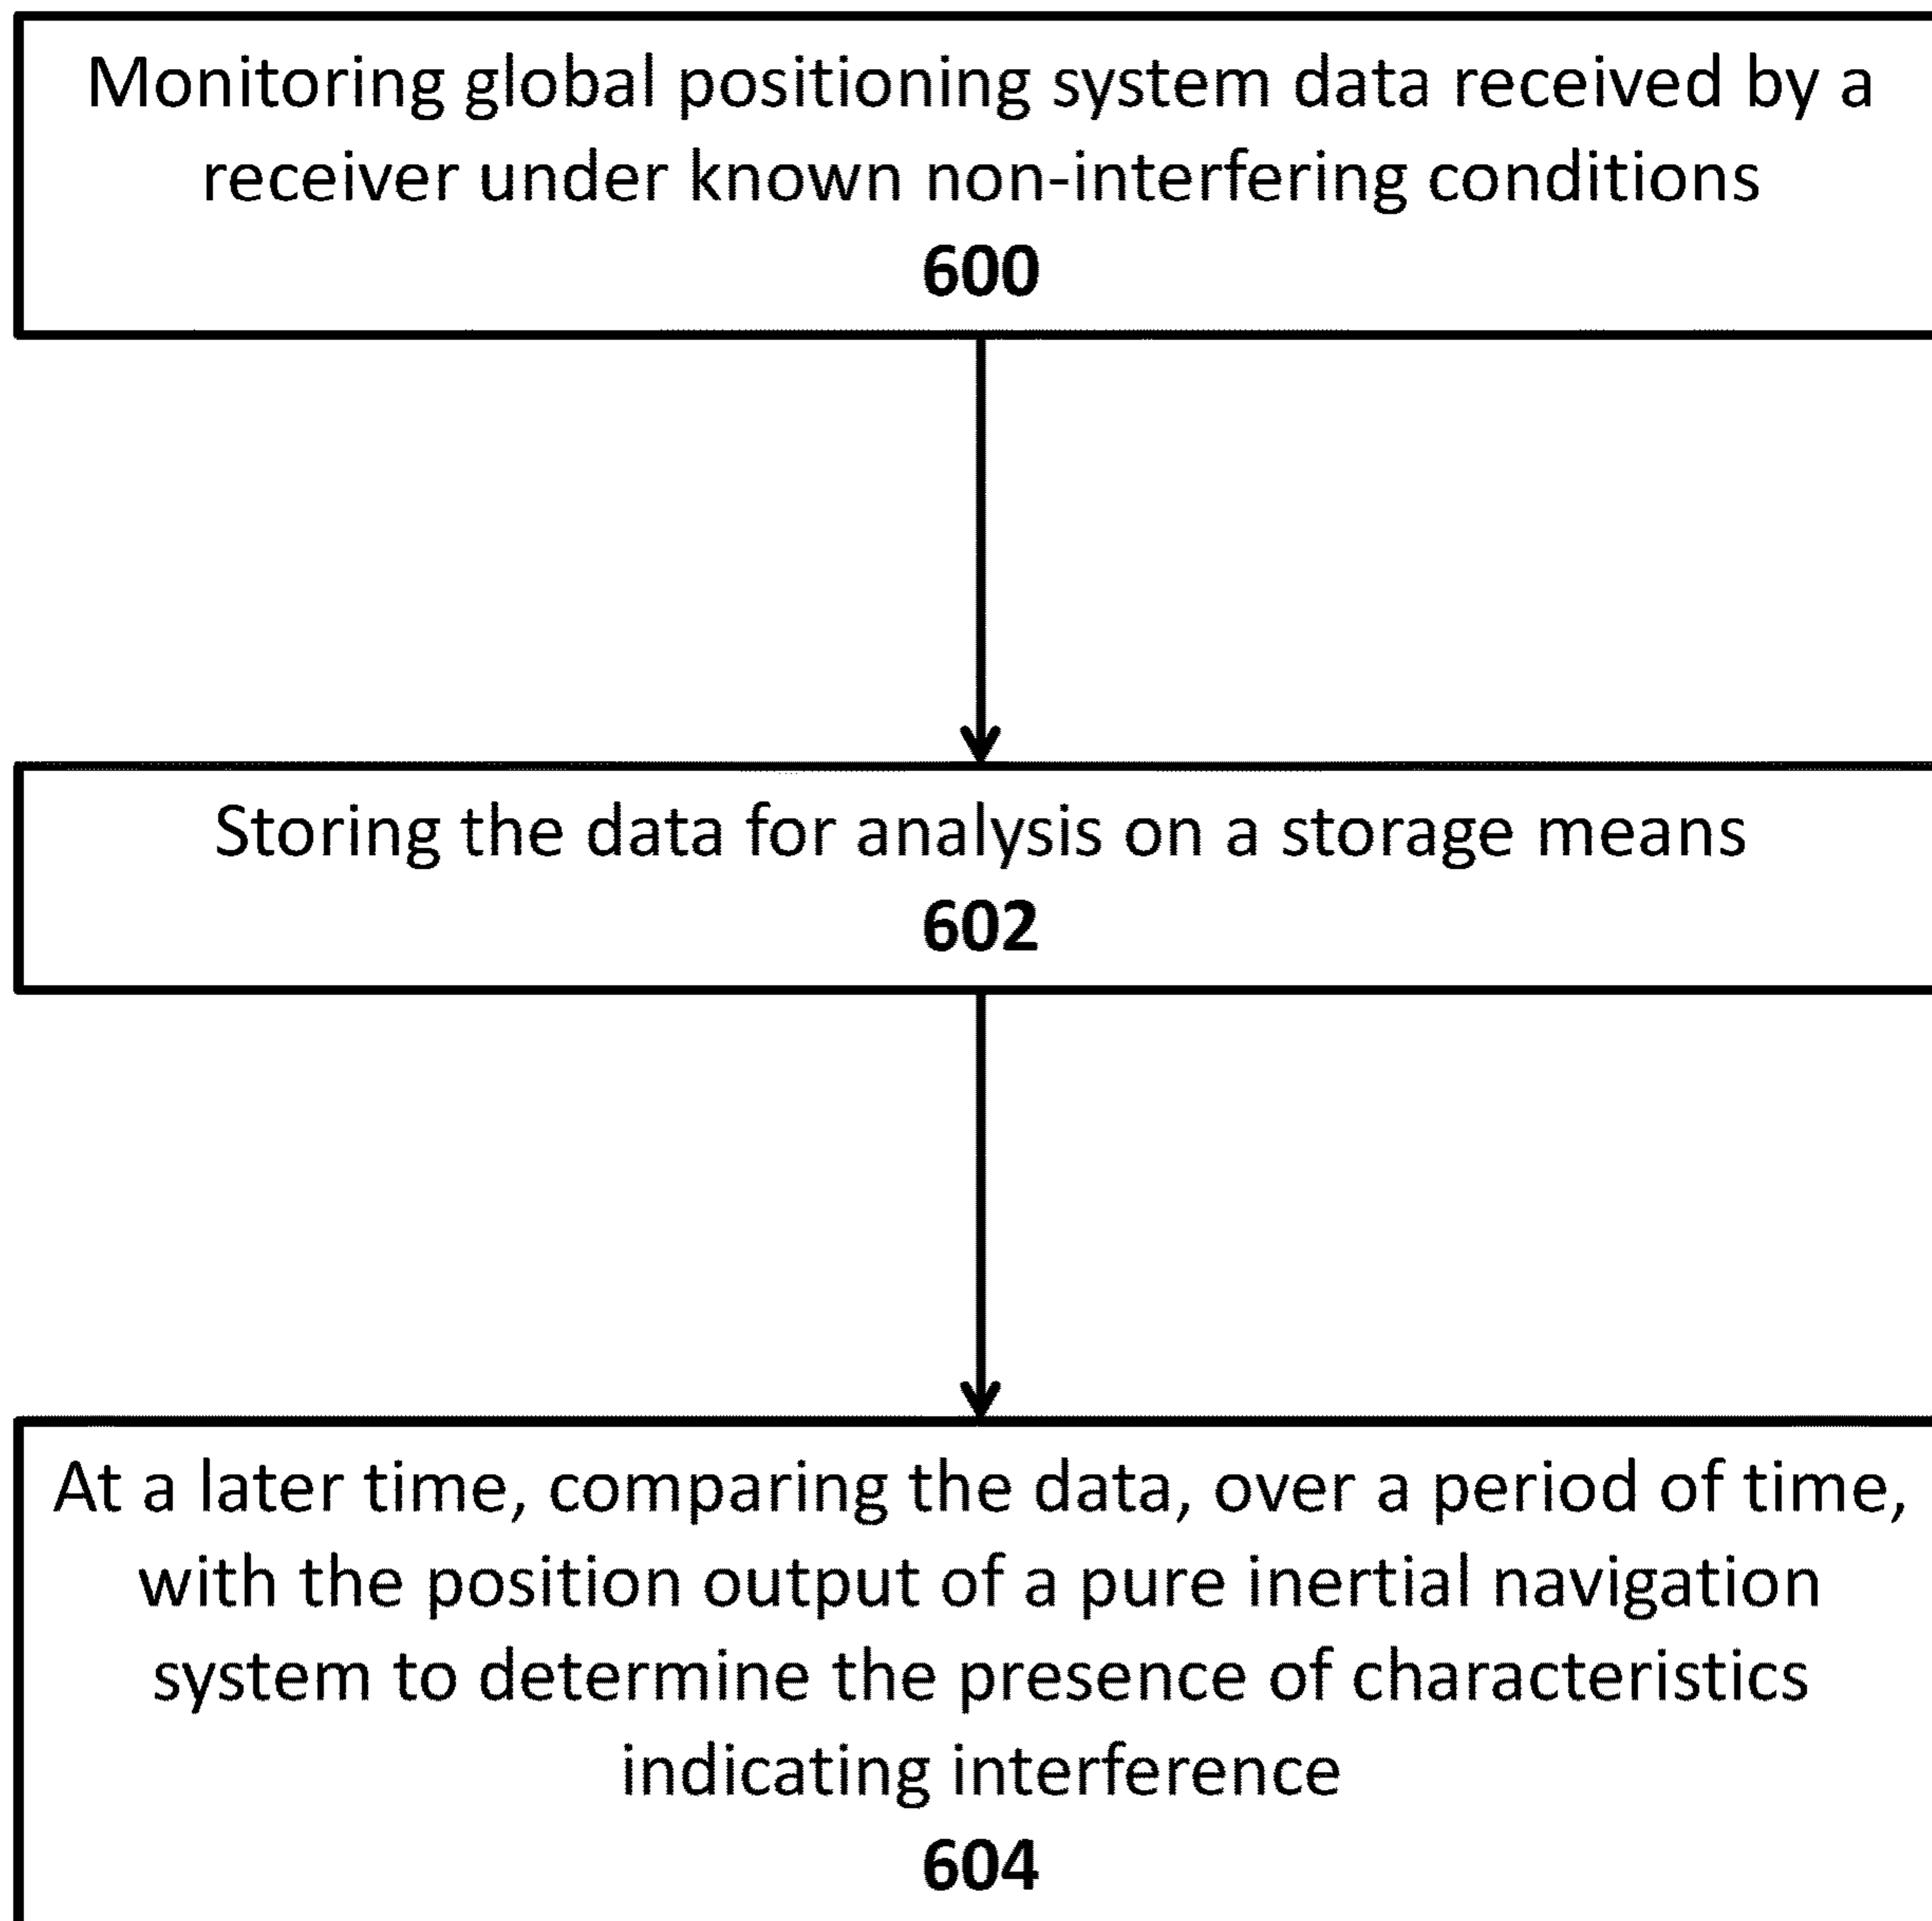 Monitoring global positioning system data received by a
receiver under known non-interfering conditions
600
Storing the data for analysis on a storage means
602
At a later time, comparing the data, over a period of time,
with the position output of a pure inertial navigation
system to determine the presence of characteristics
indicating interference
604